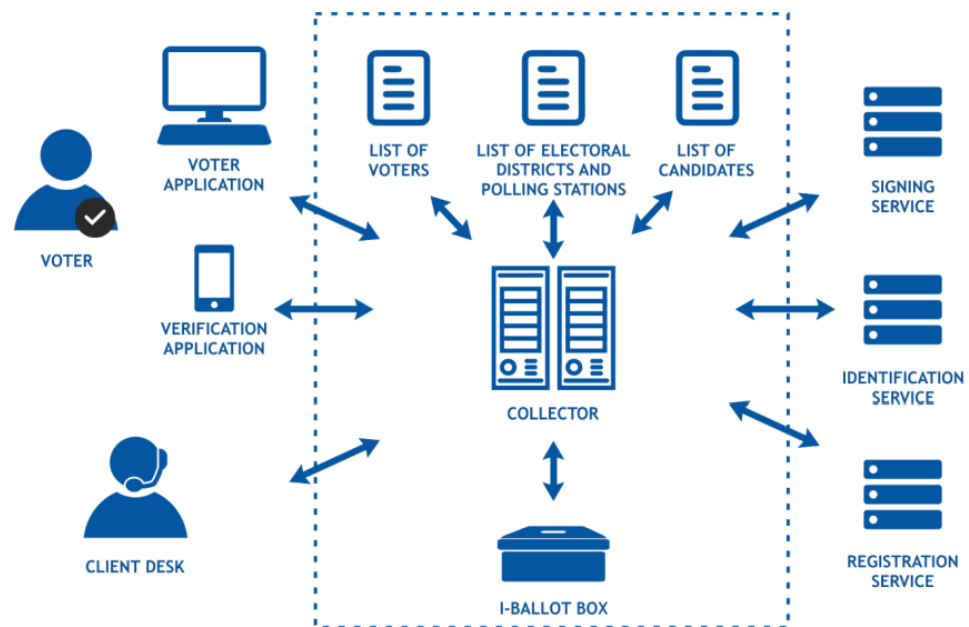 VOTER
APPLICATION
LIST OF
VOTERS
LIST OF ELECTORAL
DISTRICTS AND
POLLING STATIONS
LIST OF
CANDIDATES
SIGNING
SERVICE
VOTER
VERIFICATION
APPLICATION
IDENTIFICATION
SERVICE
COLLECTOR
CLIENT DESK
REGISTRATION
SERVICE
I-BALLOT BOX